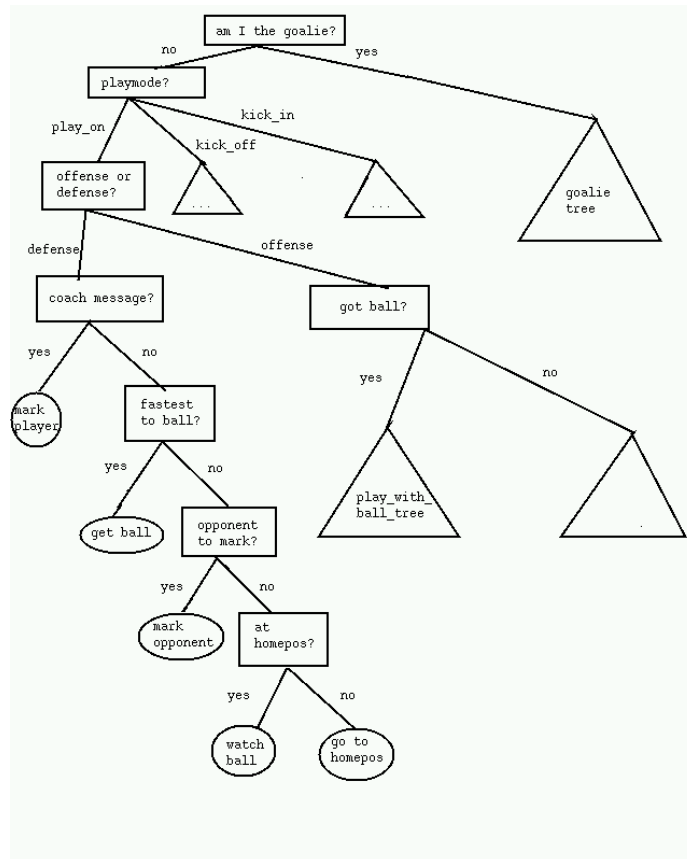 am I the goalie?
no
yes
playmode?
play_on
kick_off
kick_in
offense or
defense?
...
...
goalie
tree
defense
offense
coach message?
got ball?
yes
no
yes
no
mark
player
fastest
to ball?
play_with_
ball_tree
yes
no
get ball
opponent
to mark?
yes
no
mark
opponent
at
homepos?
yes
no
watch
ball
go to
homepos